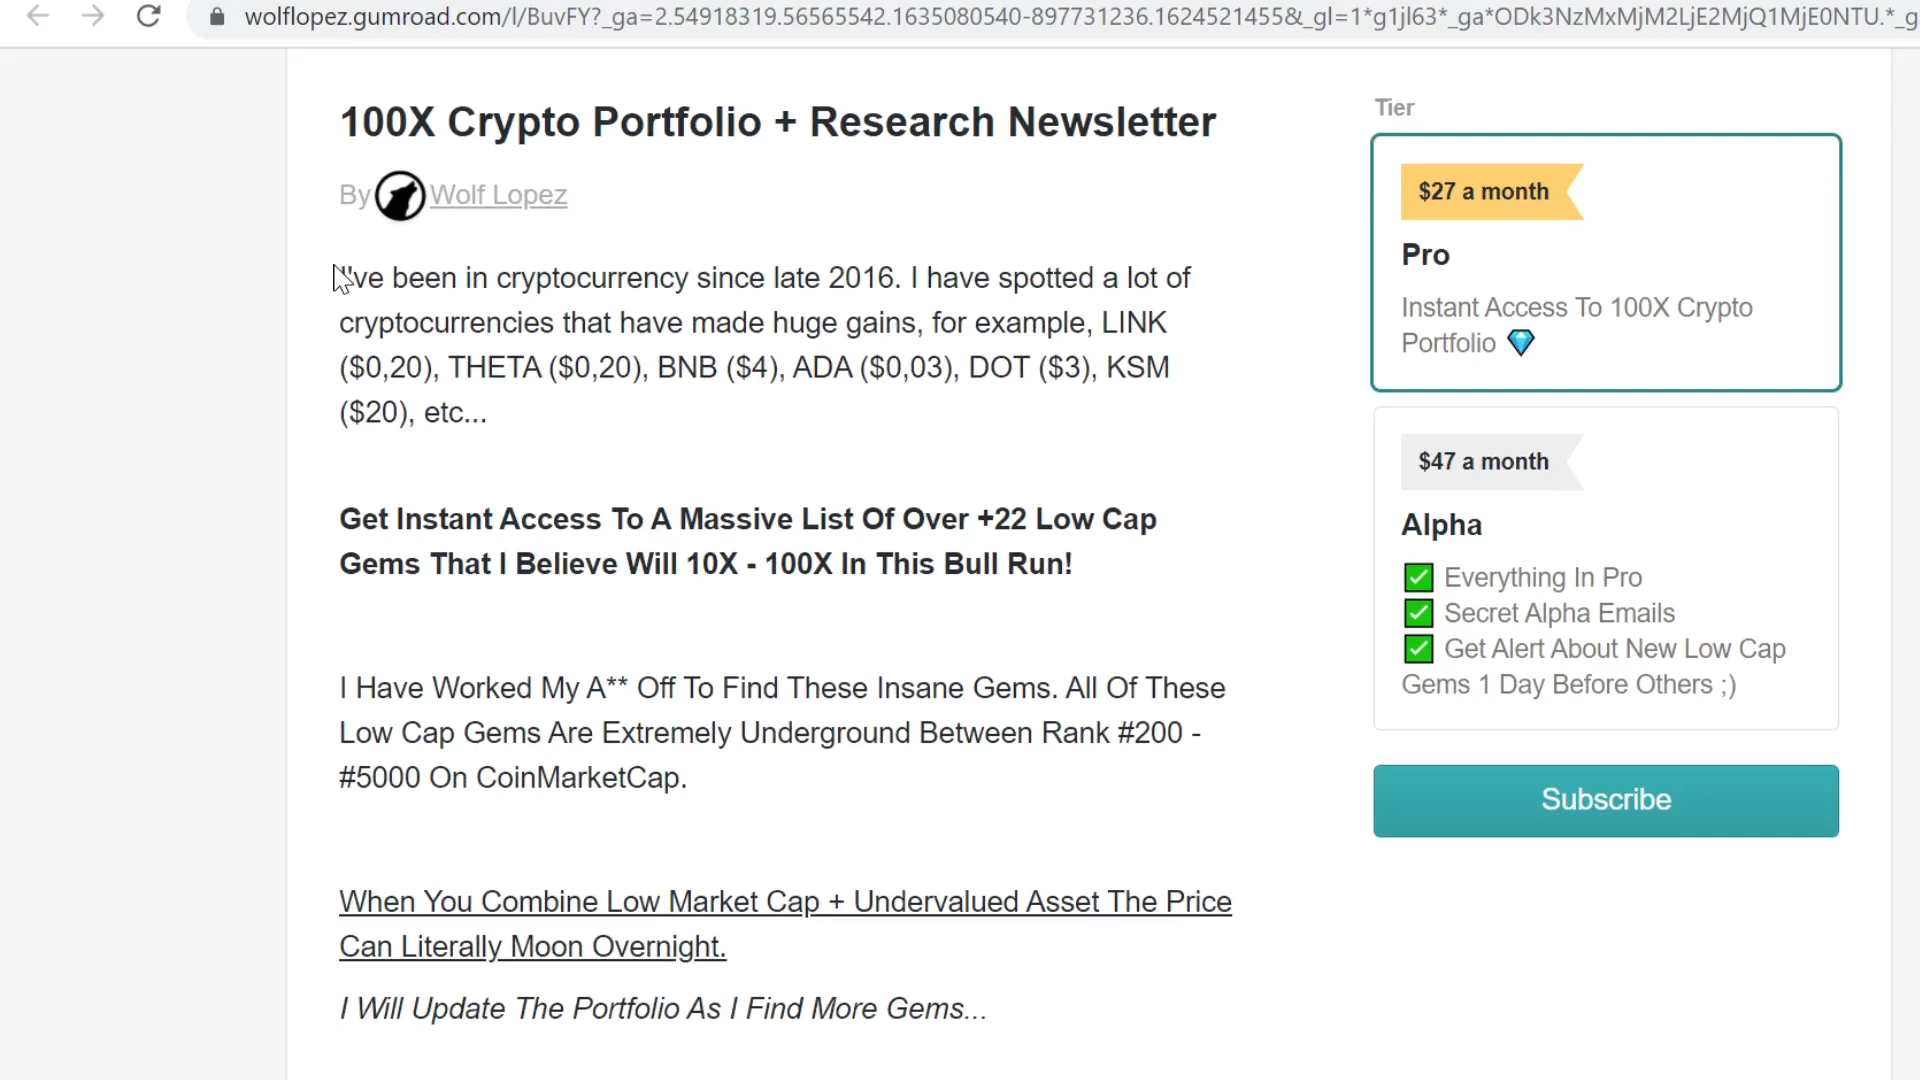 wolflopez.gumroad.com/l/BuvFY?_ga=2.54918319.56565542.1635080540-897731236.1624521455&_gl=1*g1jl63*_ga*ODk3NzMxMjM2LjE2MjQ1MjE0NTU.*_g
100X Crypto Portfolio + Research Newsletter
By Wolf Lopez
I've been in cryptocurrency since late 2016. I have spotted a lot of
cryptocurrencies that have made huge gains, for example, LINK
($0,20), THETA ($0,20), BNB ($4), ADA ($0,03), DOT ($3), KSM
($20), etc...
Get Instant Access To A Massive List Of Over +22 Low Cap
Gems That I Believe Will 10X - 100X In This Bull Run!
I Have Worked My A** Off To Find These Insane Gems. All Of These
Low Cap Gems Are Extremely Underground Between Rank #200 -
#5000 On CoinMarketCap.
When You Combine Low Market Cap + Undervalued Asset The Price
Can Literally Moon Overnight.
I Will Update The Portfolio As I Find More Gems...
Tier
$27 a month
Pro
Instant Access To 100X Crypto
Portfolio 💎
$47 a month
Alpha
✅ Everything In Pro
✅ Secret Alpha Emails
✅ Get Alert About New Low Cap
Gems 1 Day Before Others ;)
Subscribe